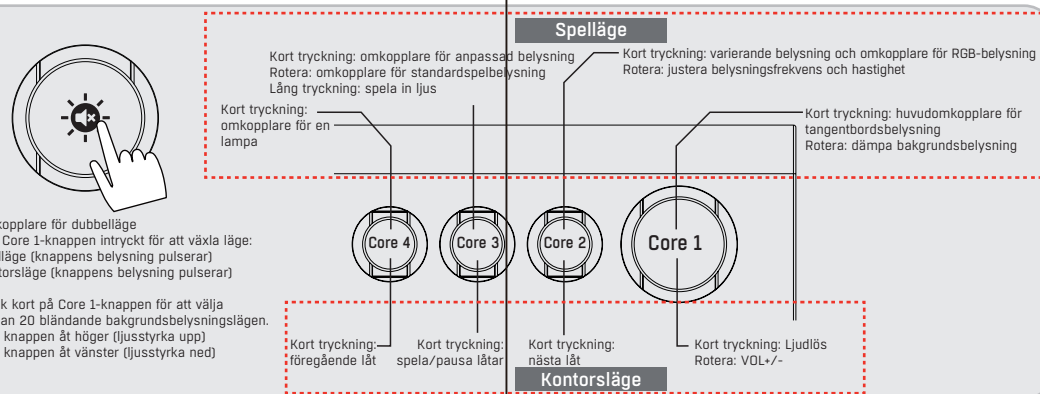 Spelläge
Kort tryckning: omkopplare för anpassad belysning
Rotera: omkopplare för standardspelbelysning
Lång tryckning: spela in ljus
Kort tryckning: varierande belysning och omkopplare för RGB-belysning
Rotera: justera belysningsfrekvens och hastighet
Kort tryckning:
omkopplare för en
lampa
Kort tryckning: huvudomkopplare för
tangentbordsbelysning
Rotera: dämpa bakgrundsbelysning
Core 4
Core 3
Core 2
Core 1
kopplare för dubbelläge
Core 1-knappen intryckt för att växla läge:
lläge (knappens belysning pulserar)
torsläge (knappens belysning pulserar)
k kort på Core 1-knappen för att välja
an 20 bländande bakgrundsbelysningslägen.
knappen åt höger (ljusstyrka upp)
knappen åt vänster (ljusstyrka ned)
Kort tryckning:
föregående låt
Kort tryckning:
spela/pausa låtar
Kort tryckning:
nästa låt
Kort tryckning: Ljudlös
Rotera: VOL+/-
Kontorsläge